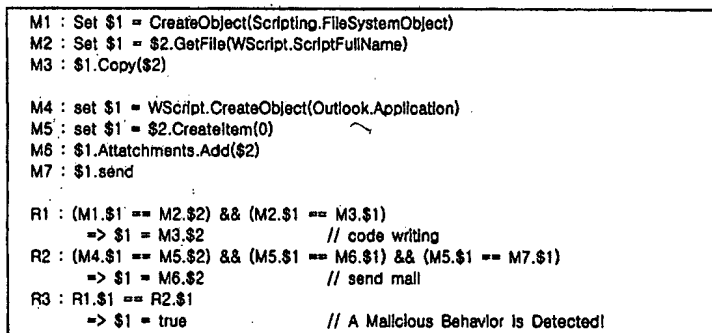 M1 : Set $1 = CreateObject(Scripting.FileSystemObject)
M2 : Set $1 = $2.GetFile(WScript.ScriptFullName)
M3 : $1.Copy($2)
M4 : set $1 = WScript.CreateObject(Outlook.Application)
M5 : set $1 = $2.CreateItem(0)
M6 : $1.Attatchments.Add($2)
M7 : $1.send
R1 : (M1.$1 == M2.$2) && (M2.$1 == M3.$1)
=> $1 = M3.$2 // code writing
R2 : (M4.$1 == M5.$2) && (M5.$1 == M6.$1) && (M5.$1 == M7.$1)
=> $1 = M6.$2 // send mail
R3 : R1.$1 == R2.$1
=> $1 = true // A Malicious Behavior is Detected!